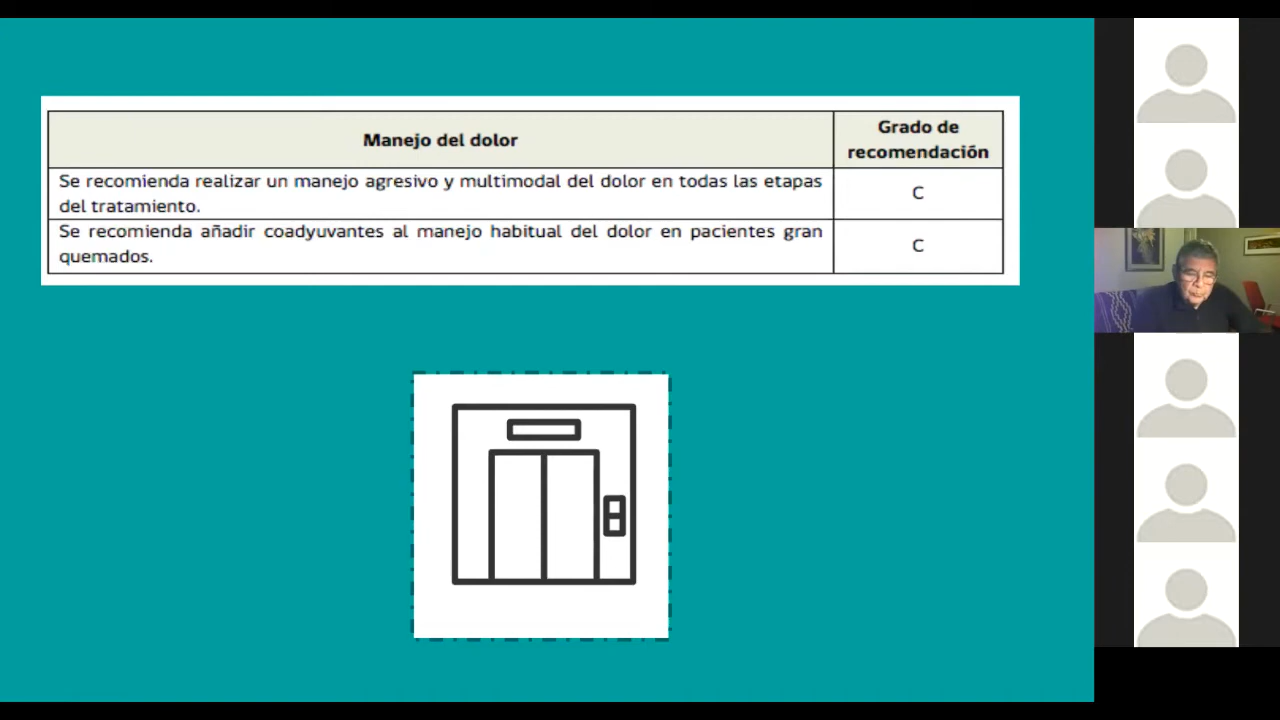 Manejo del dolor
Grado de
recomendación
Se recomienda realizar un manejo agresivo y multimodal del dolor en todas las etapas
del tratamiento.
C
Se recomienda añadir coadyuvantes al manejo habitual del dolor en pacientes gran
quemados.
C